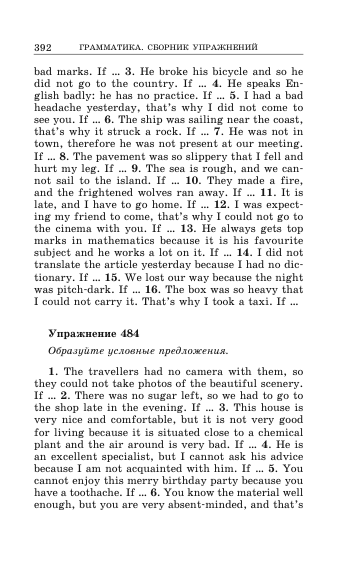 392 ГРАММАТИКА. СБОРНИК УПРАЖНЕНИЙ
bad marks. If ... 3. He broke his bicycle and so he
did not go to the country. If ... 4. He speaks En-
glish badly: he has no practice. If ... 5. I had a bad
headache yesterday, that's why I did not come to
see you. If ... 6. The ship was sailing near the coast,
that's why it struck a rock. If ... 7. He was not in
town, therefore he was not present at our meeting.
If ... 8. The pavement was so slippery that I fell and
hurt my leg. If ... 9. The sea is rough, and we can-
not sail to the island. If ... 10. They made a fire,
and the frightened wolves ran away. If ... 11. It is
late, and I have to go home. If ... 12. I was expect-
ing my friend to come, that's why I could not go to
the cinema with you. If ... 13. He always gets top
marks in mathematics because it is his favourite
subject and he works a lot on it. If ... 14. I did not
translate the article yesterday because I had no dic-
tionary. If ... 15. We lost our way because the night
was pitch-dark. If ... 16. The box was so heavy that
I could not carry it. That's why I took a taxi. If ...
Упражнение 484
Образуйте условные предложения.
1. The travellers had no camera with them, so
they could not take photos of the beautiful scenery.
If ... 2. There was no sugar left, so we had to go to
the shop late in the evening. If ... 3. This house is
very nice and comfortable, but it is not very good
for living because it is situated close to a chemical
plant and the air around is very bad. If ... 4. He is
an excellent specialist, but I cannot ask his advice
because I am not acquainted with him. If ... 5. You
cannot enjoy this merry birthday party because you
have a toothache. If ... 6. You know the material well
enough, but you are very absent-minded, and that's